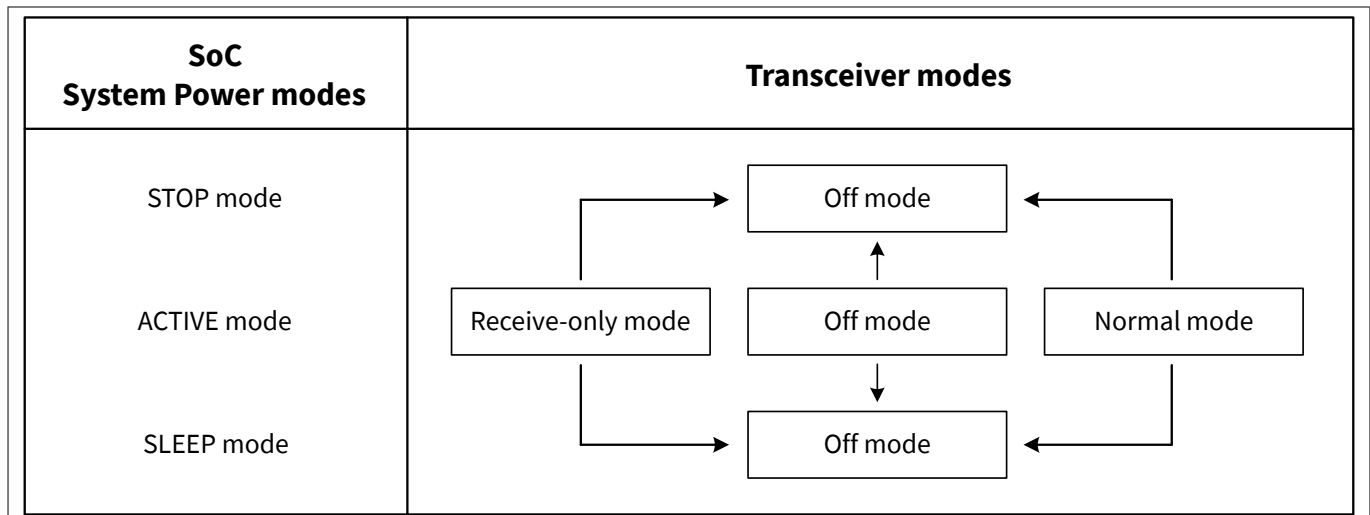 SoC
System Power modes
Transceiver modes
STOP mode
Off mode
ACTIVE mode
Receive-only mode
Off mode
Normal mode
SLEEP mode
Off mode